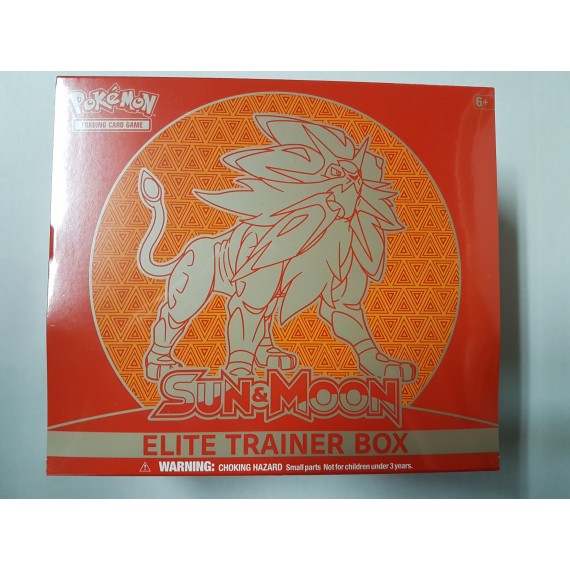 POKéMON
TRADING CARD GAME
6+
SUN & MOON
ELITE TRAINER BOX
WARNING: CHOKING HAZARD Small parts Not for children under 3 years.